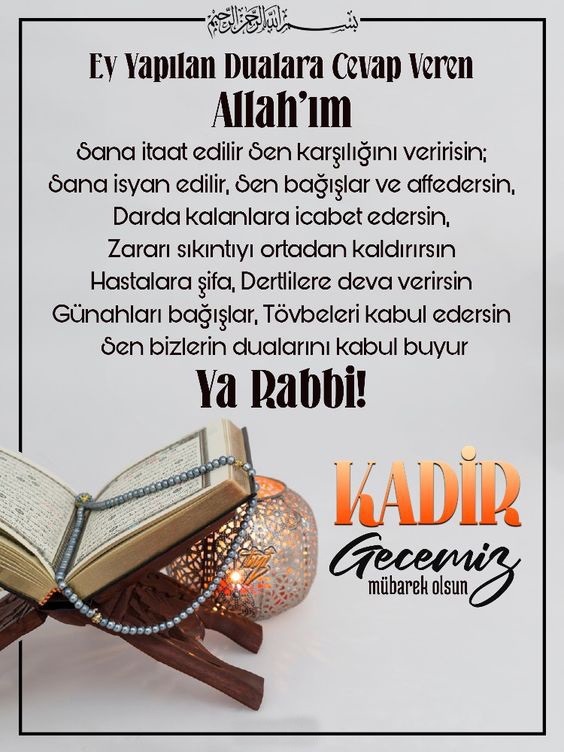 بسم الله الرحمن الرحيم
Ey Yapılan Dualara Cevap Veren
Allah'ım
Sana itaat edilir Sen karşılığını veririsin;
Sana isyan edilir, Sen bağışlar ve affedersin,
Darda kalanlara icabet edersin,
Zararı sıkıntıyı ortadan kaldırırsın
Hastalara şifa, Dertlilere deva verirsin
Günahları bağışlar, Tövbeleri kabul edersin
Sen bizlerin dualarını kabul buyur
Ya Rabbi!
KADİR
Gecemiz
mübarek olsun